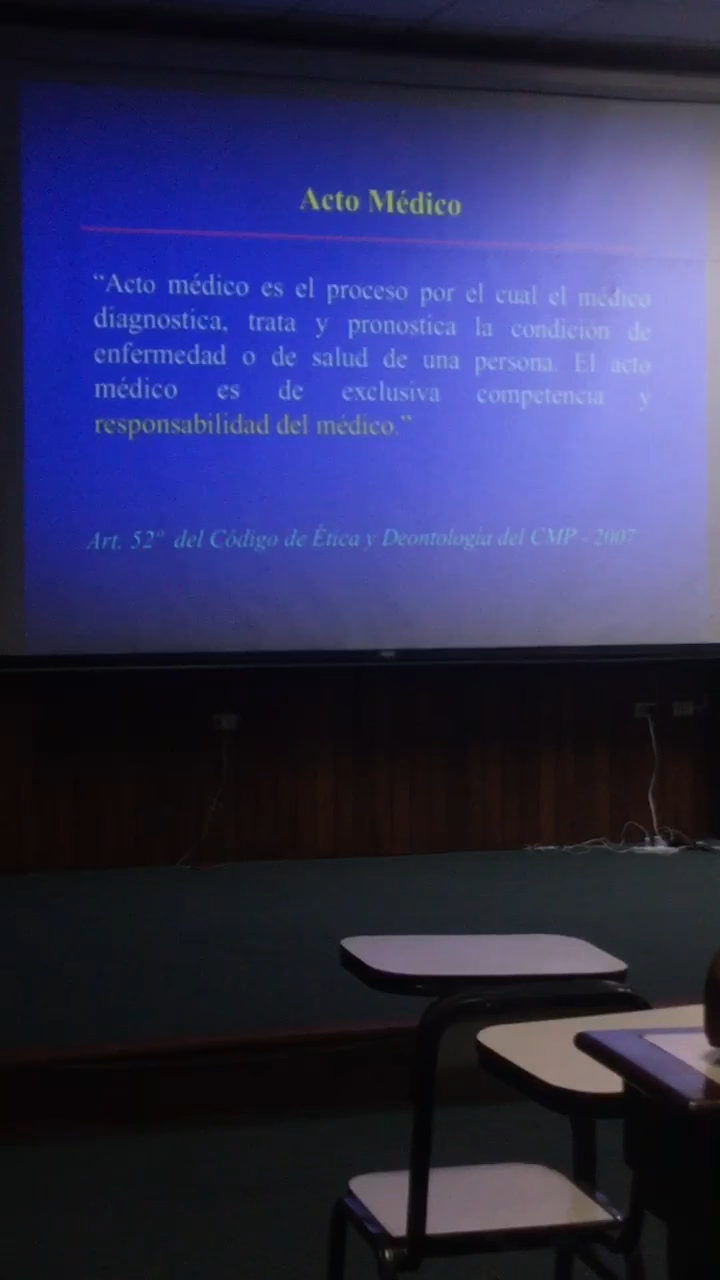 Acto Médico
“Acto médico es el proceso por el cual el médico
diagnostica, trata y pronostica la condición de
enfermedad o de salud de una persona. El acto
médico es de exclusiva competencia y
responsabilidad del médico.”
Art. 52º del Código de Ética y Deontología del CMP - 2007